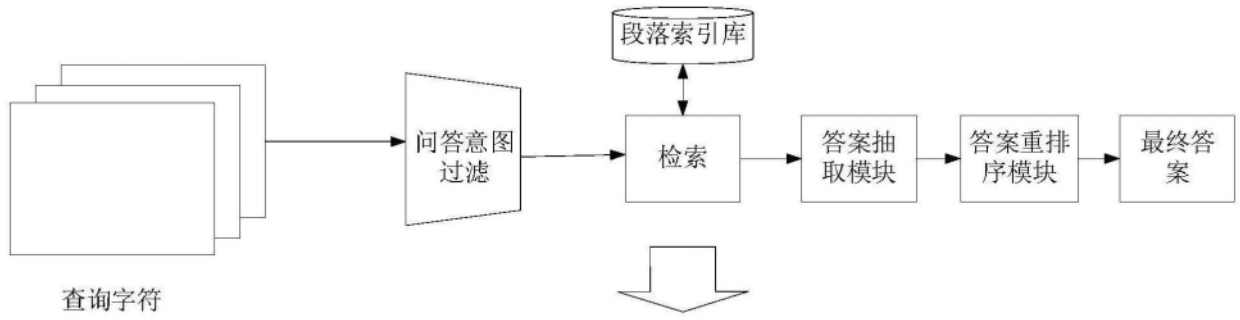 段落索引库
问答意图
过滤
检索
答案抽
取模块
答案重排
序模块
最终答
案
查询字符